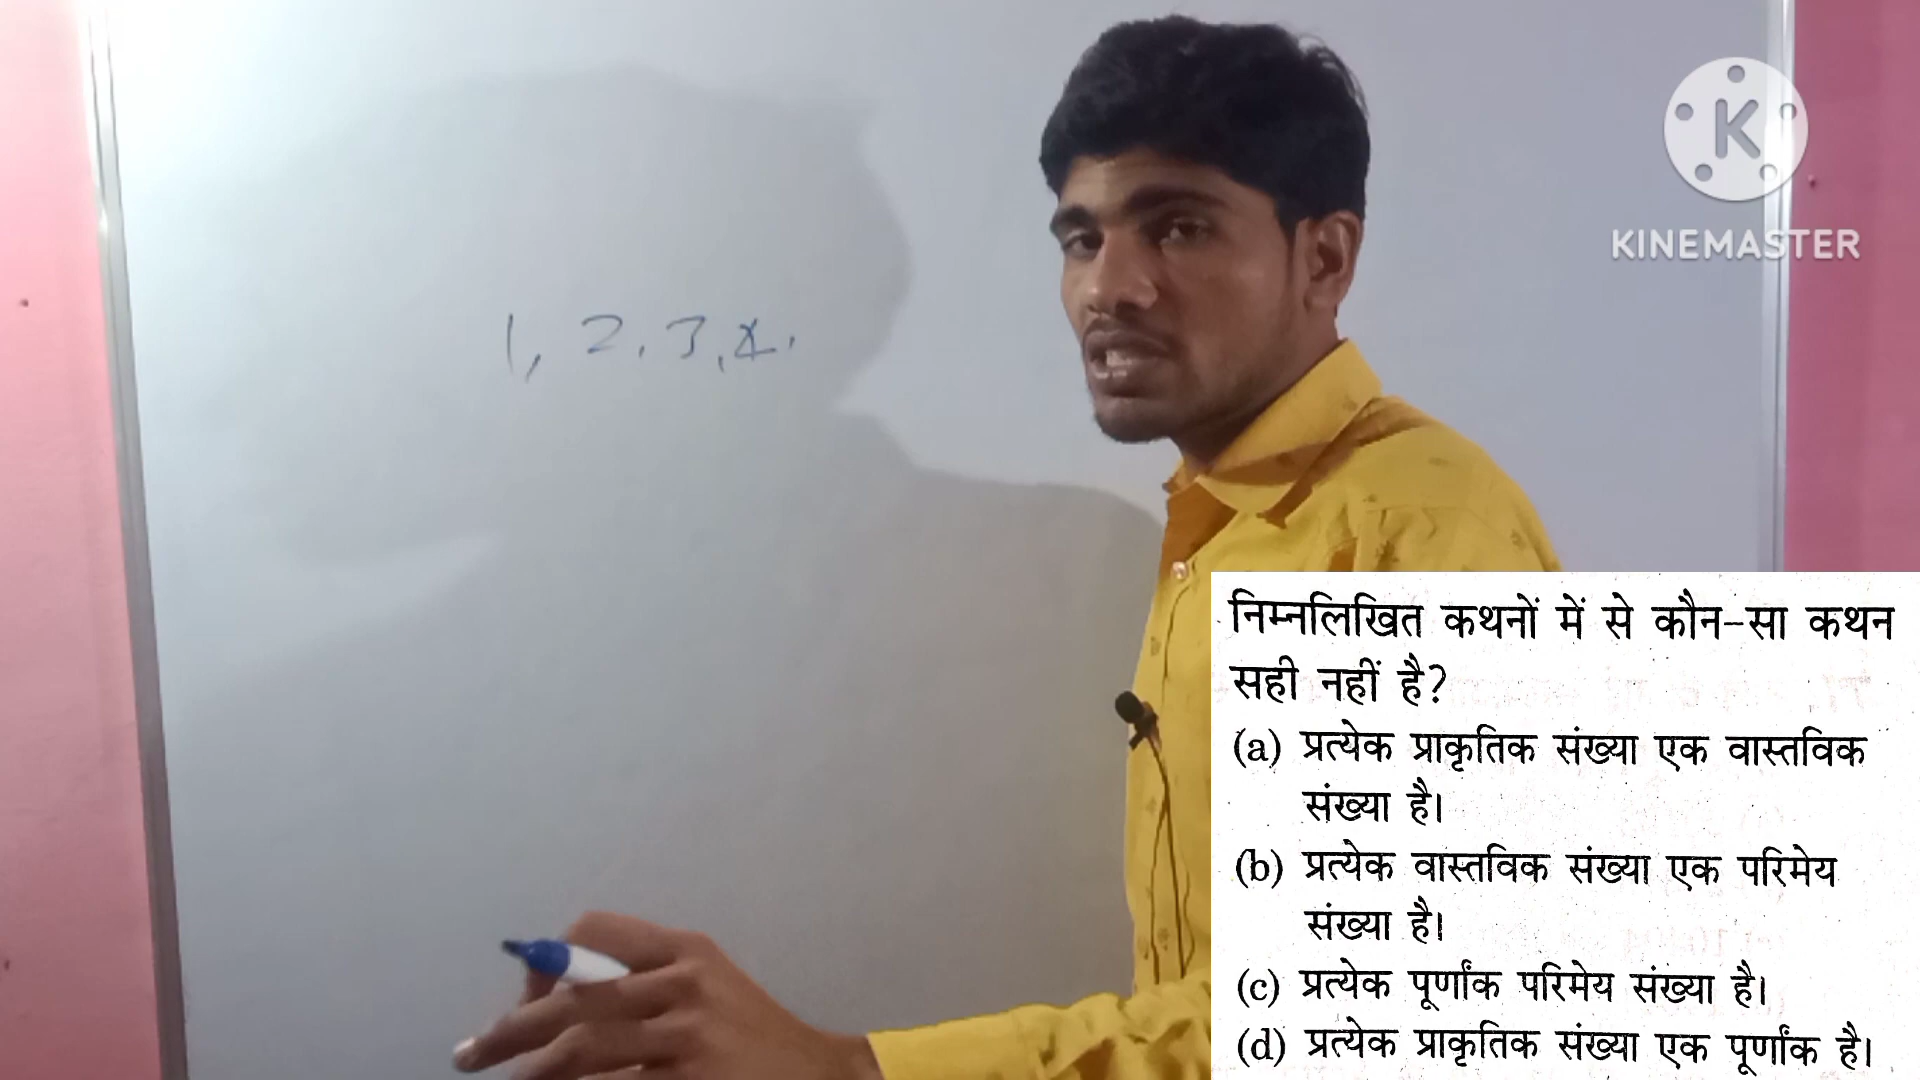 K
KINEMASTER
1, 2, 3, 4,
निम्नलिखित कथनों में से कौन-सा कथन
सही नहीं है?
(a) प्रत्येक प्राकृतिक संख्या एक वास्तविक
संख्या है।
(b) प्रत्येक वास्तविक संख्या एक परिमेय
संख्या है।
(c) प्रत्येक पूर्णांक परिमेय संख्या है।
(d) प्रत्येक प्राकृतिक संख्या एक पूर्णांक है।